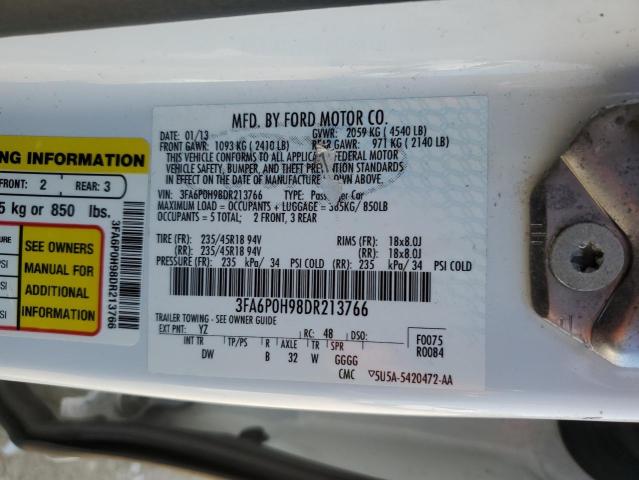 MFD. BY FORD MOTOR CO.
01/13 GVWR: 2059 KG ( 4540 LB)
FRONT GAWR: 1093 KG ( 2410 LB) GAWR: 971 KG ( 2140 LB)
THIS VEHICLE CONFORMS TO ALL FEDERAL MOTOR
VEHICLE SAFETY, BUMPER, AND THEFT PREVENTION STANDARDS
IN EFFECT ON THE DATE OF MANUFACTURE ABOVE.
VIN: 3FA6P0H98DR213766 TYPE: Passenger Car
MAXIMUM LOAD = OCCUPANTS + LUGGAGE = 385KG/ 850LB
OCCUPANTS = 5 TOTAL; 2 FRONT, 3 REAR
TIRE (FR): 235/45R18 94V RIMS (FR): 18x8.0J
(RR): 235/45R18 94V (RR): 18x8.0J
PRESSURE (FR): 235 kPa/ 34 PSI COLD (RR): 235 kPa/ 34 PSI COLD
3FA6P0H98DR213766
TRAILER TOWING - SEE OWNER GUIDE
EXT PNT: YZ RC: 48 DSO:
INT TR TP/PS R AXLE TR SPR
DW B 32 W GGGG
F0075
R0084
CMC 5U5A-5420472-AA
NG INFORMATION
FRONT: 2 REAR: 3
5 kg or 850 lbs.
SURE
PSI
PSI
SEE OWNERS
MANUAL FOR
ADDITIONAL
INFORMATION
3FA6P0H98DR213766